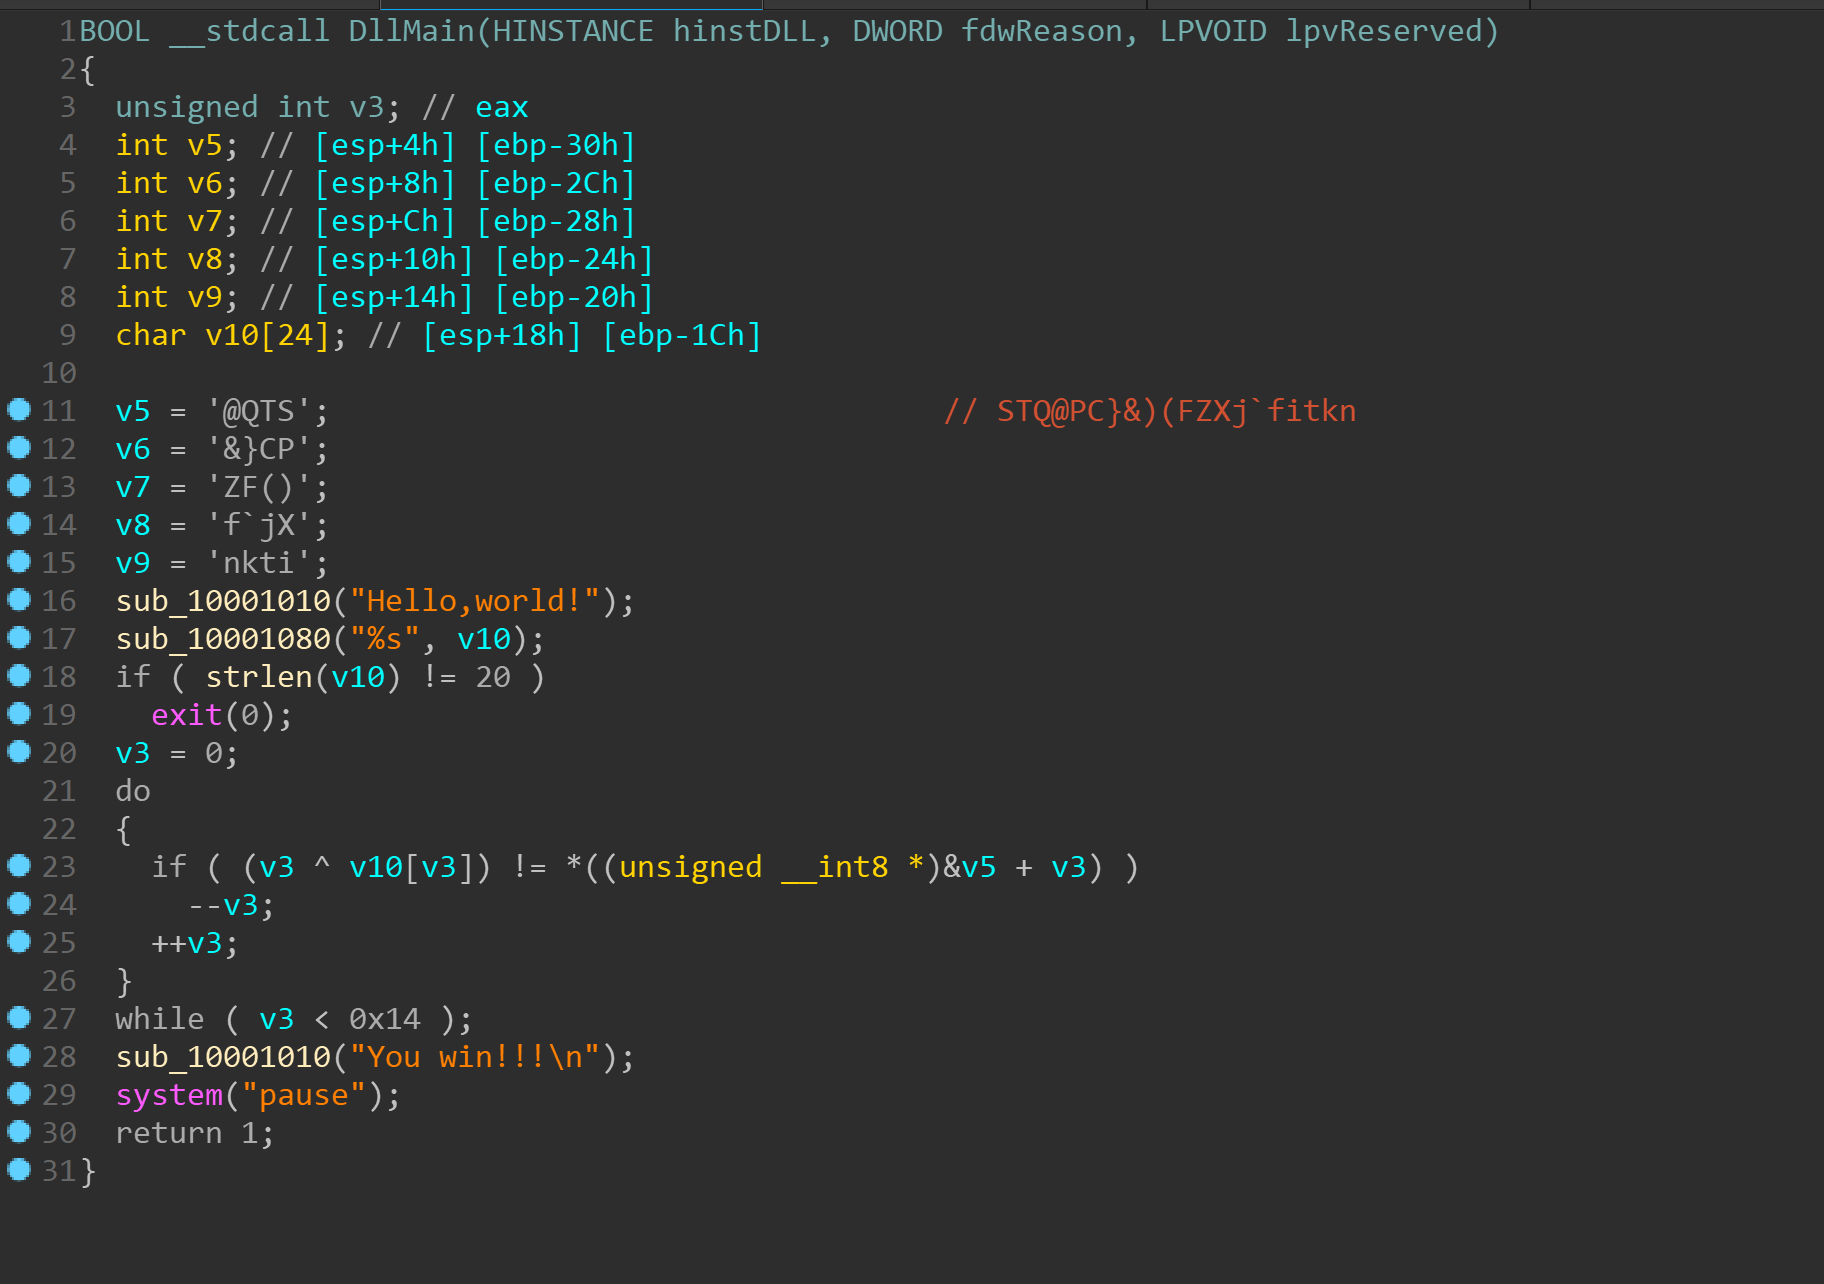 1 BOOL __stdcall DllMain(HINSTANCE hinstDLL, DWORD fdwReason, LPVOID lpvReserved)
2 {
3   unsigned int v3; // eax
4   int v5; // [esp+4h] [ebp-30h]
5   int v6; // [esp+8h] [ebp-2Ch]
6   int v7; // [esp+Ch] [ebp-28h]
7   int v8; // [esp+10h] [ebp-24h]
8   int v9; // [esp+14h] [ebp-20h]
9   char v10[24]; // [esp+18h] [ebp-1Ch]
10
11   v5 = '@QTS'; // STQ@PC}&)(FZXj`fitkn
12   v6 = '&}CP';
13   v7 = 'ZF()';
14   v8 = 'f`jX';
15   v9 = 'nkti';
16   sub_10001010("Hello,world!");
17   sub_10001080("%s", v10);
18   if ( strlen(v10) != 20 )
19     exit(0);
20   v3 = 0;
21   do
22   {
23     if ( (v3 ^ v10[v3]) != *((unsigned __int8 *)&v5 + v3) )
24       --v3;
25     ++v3;
26   }
27   while ( v3 < 0x14 );
28   sub_10001010("You win!!!\n");
29   system("pause");
30   return 1;
31 }